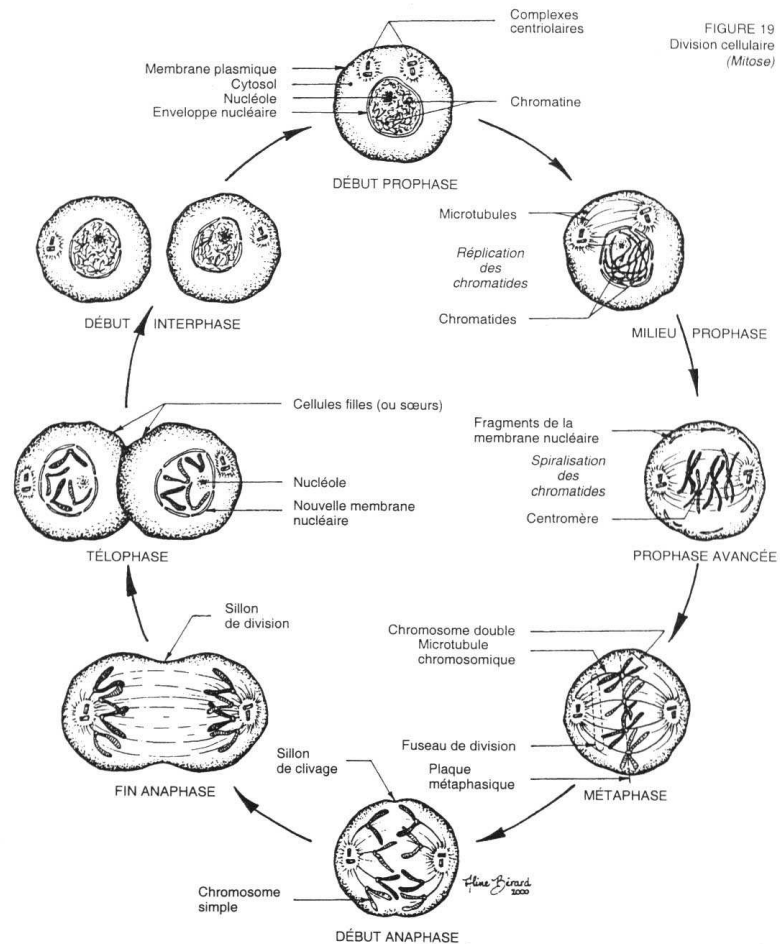 FIGURE 19
Division cellulaire
(Mitose)
Complexes
centriolaires
Membrane plasmique
Cytosol
Nucléole
Enveloppe nucléaire
Chromatine
DÉBUT PROPHASE
Microtubules
Réplication
des
chromatides
Chromatides
MILIEU PROPHASE
Fragments de la
membrane nucléaire
Spiralisation
des
chromatides
Centromère
PROPHASE AVANCÉE
Chromosome double
Microtubule
chromosomique
Fuseau de division
Plaque
métaphasique
MÉTAPHASE
Sillon
de clivage
Chromosome
simple
DÉBUT ANAPHASE
Aline Bérard
2000
Sillon
de division
FIN ANAPHASE
Cellules filles (ou sœurs)
Nucléole
Nouvelle membrane
nucléaire
TÉLOPHASE
DÉBUT INTERPHASE